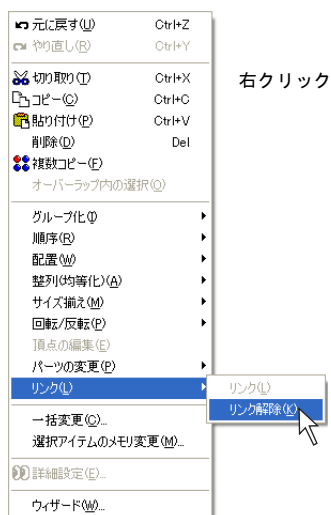 元に戻す(U) Ctrl+Z
やり直し(R) Ctrl+Y
切り取り(T) Ctrl+X
右クリック
コピー(C) Ctrl+C
貼り付け(P) Ctrl+V
削除(D) Del
複数コピー(F)
オーバーラップ内の選択(O)
グループ化(I)
順序(R)
配置(W)
整列(均等化)(A)
サイズ揃え(M)
回転/反転(P)
頂点の編集(E)
パーツの変更(P)
リンク(L)
リンク(L)
リンク解除(K)
一括変更(C)...
選択アイテムのメモリ変更(M)...
詳細設定(E)...
ウィザード(W)...